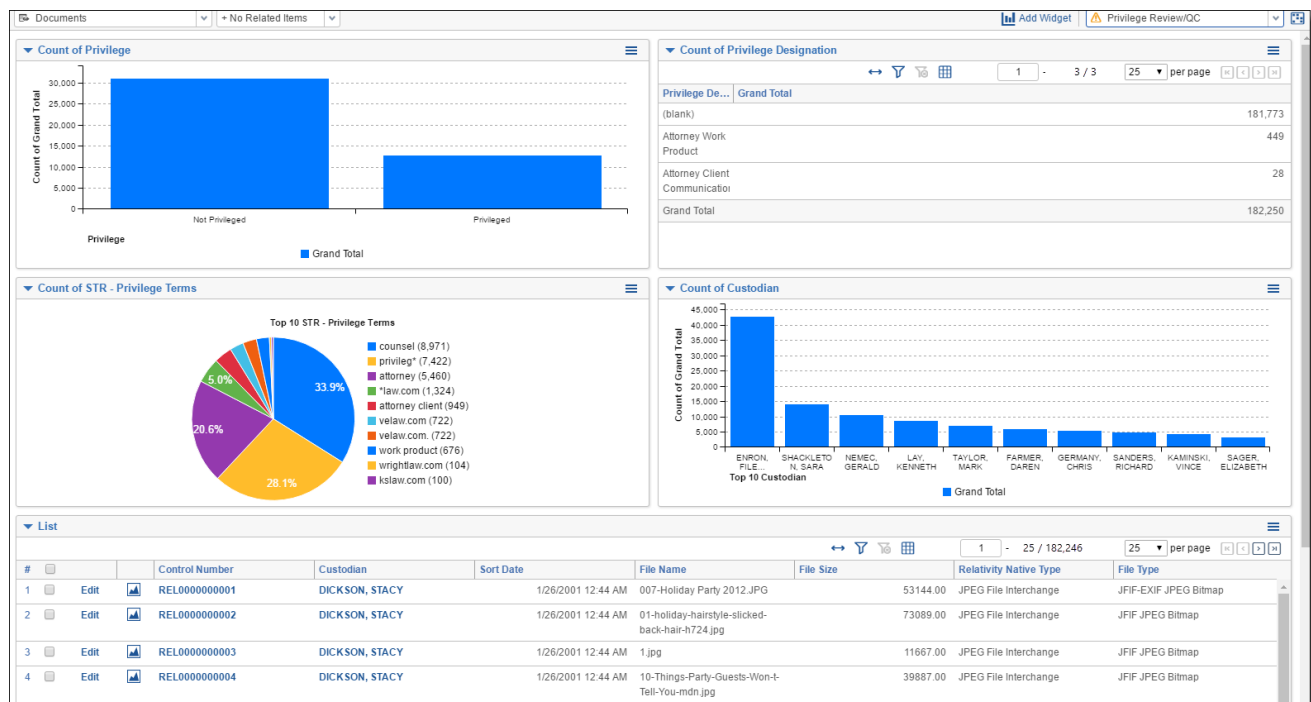 Documents + No Related Items Add Widget Privilege Review/QC
Count of Privilege
30,000
25,000
20,000
15,000
10,000
5,000
0
Count of Grand Total
Not Privileged Privileged
Privilege
Grand Total
Count of Privilege Designation
1 - 3 / 3 25 per page
Privilege De... Grand Total
(blank) 181,773
Attorney Work 449
Product
Attorney Client 28
Communication
Grand Total 182,250
Count of STR - Privilege Terms
Top 10 STR - Privilege Terms
33.9%
28.1%
20.6%
5.0%
counsel (8,971)
privileg* (7,422)
attorney (5,460)
*law.com (1,324)
attorney client (949)
velaw.com (722)
velaw.com. (722)
work product (676)
wrightlaw.com (104)
kslaw.com (100)
Count of Custodian
45,000
40,000
35,000
30,000
25,000
20,000
15,000
10,000
5,000
0
Count of Grand Total
ENRON, SHACKLETO NEMEC, LAY, TAYLOR, FARMER, GERMANY, SANDERS, KAMINSKI, SAGER,
FILE... N, SARA GERALD KENNETH MARK DAREN CHRIS RICHARD VINCE ELIZABETH
Top 10 Custodian
Grand Total
List
1 - 25 / 182,246 25 per page
# Control Number Custodian Sort Date File Name File Size Relativity Native Type File Type
1 Edit REL0000000001 DICKSON, STACY 1/26/2001 12:44 AM 007-Holiday Party 2012.JPG 53144.00 JPEG File Interchange JFIF-EXIF JPEG Bitmap
2 Edit REL0000000002 DICKSON, STACY 1/26/2001 12:44 AM 01-holiday-hairstyle-slicked- 73089.00 JPEG File Interchange JFIF JPEG Bitmap
back-hair-h724.jpg
3 Edit REL0000000003 DICKSON, STACY 1/26/2001 12:44 AM 1.jpg 11667.00 JPEG File Interchange JFIF JPEG Bitmap
4 Edit REL0000000004 DICKSON, STACY 1/26/2001 12:44 AM 10-Things-Party-Guests-Won-t- 39887.00 JPEG File Interchange JFIF JPEG Bitmap
Tell-You-mdn.jpg